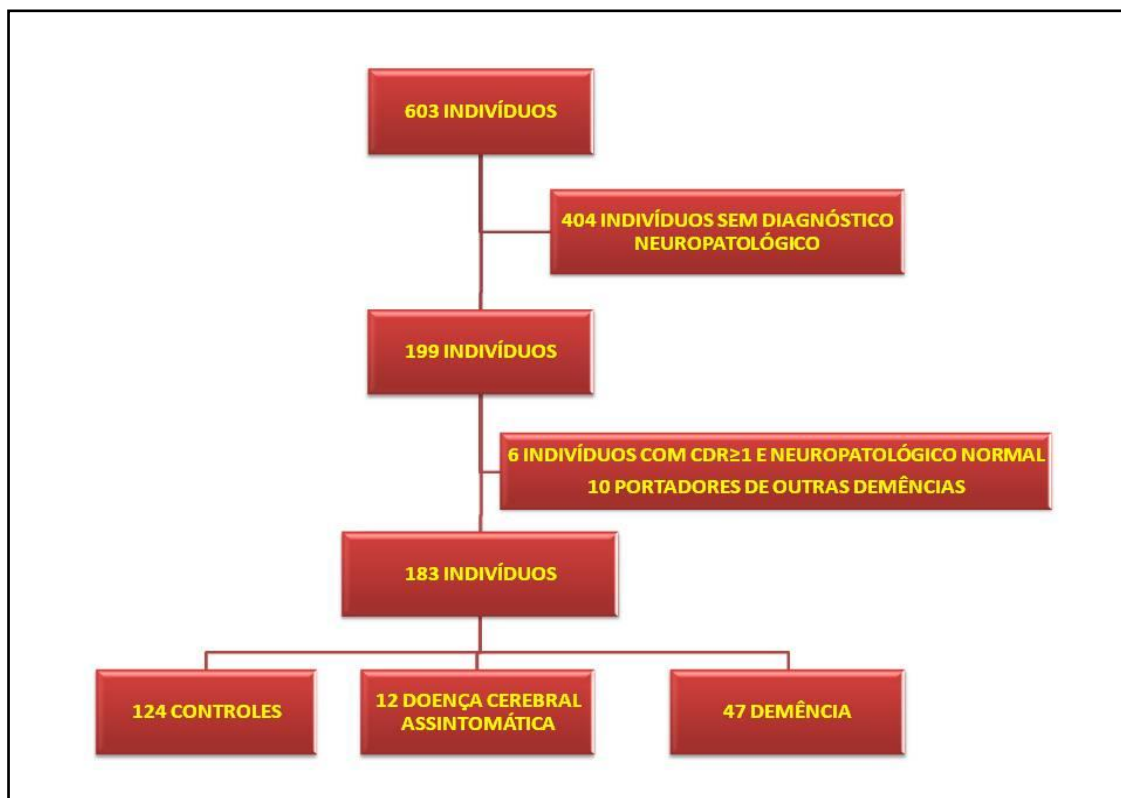 603 INDIVÍDUOS
404 INDIVÍDUOS SEM DIAGNÓSTICO
NEUROPATOLÓGICO
199 INDIVÍDUOS
6 INDIVÍDUOS COM CDR≥1 E NEUROPATOLÓGICO NORMAL
10 PORTADORES DE OUTRAS DEMÊNCIAS
183 INDIVÍDUOS
124 CONTROLES
12 DOENÇA CEREBRAL
ASSINTOMÁTICA
47 DEMÊNCIA